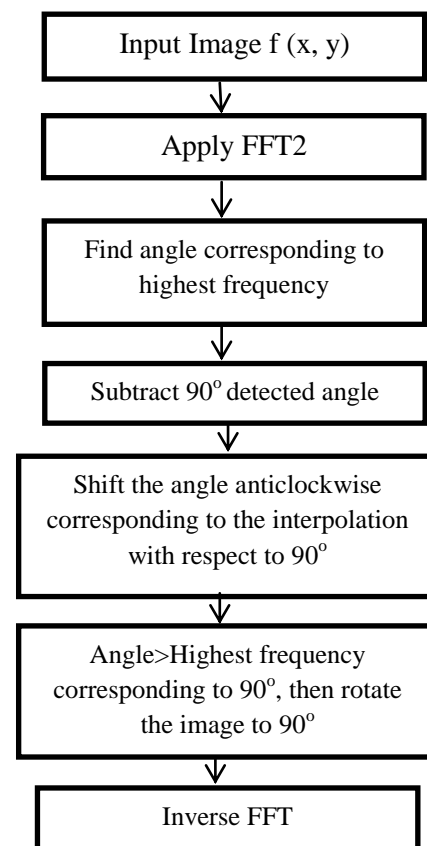 Input Image f (x, y)
Apply FFT2
Find angle corresponding to
highest frequency
Subtract 90° detected angle
Shift the angle anticlockwise
corresponding to the interpolation
with respect to 90°
Angle>Highest frequency
corresponding to 90°, then rotate
the image to 90°
Inverse FFT